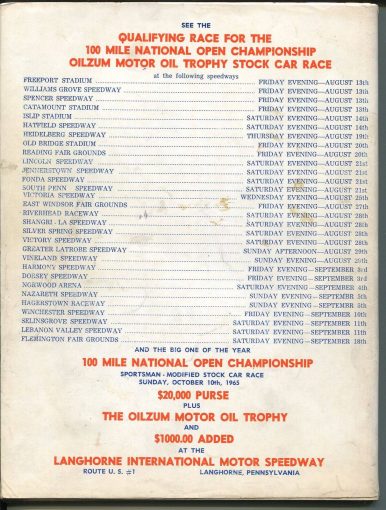 SEE THE
QUALIFYING RACE FOR THE
100 MILE NATIONAL OPEN CHAMPIONSHIP
OILZUM MOTOR OIL TROPHY STOCK CAR RACE
at the following speedways
FREEPORT STADIUM FRIDAY EVENING—AUGUST 13th
WILLIAMS GROVE SPEEDWAY FRIDAY EVENING—AUGUST 13th
SPENCER SPEEDWAY FRIDAY EVENING—AUGUST 13th
CATAMOUNT STADIUM FRIDAY EVENING—AUGUST 13th
ISLIP STADIUM SATURDAY EVENING—AUGUST 14th
HATFIELD SPEEDWAY SATURDAY EVENING—AUGUST 14th
HEIDELBERG SPEEDWAY THURSDAY EVENING—AUGUST 19th
OLD BRIDGE STADIUM FRIDAY EVENING—AUGUST 20th
READING FAIR GROUNDS FRIDAY EVENING—AUGUST 20th
LINCOLN SPEEDWAY SATURDAY EVENING—AUGUST 21st
JENNERSTOWN SPEEDWAY SATURDAY EVENING—AUGUST 21st
FONDA SPEEDWAY SATURDAY EVENING—AUGUST 21st
SOUTH PENN SPEEDWAY SATURDAY EVENING—AUGUST 21st
VICTORIA SPEEDWAY WEDNESDAY EVENING—AUGUST 25th
EAST WINDSOR FAIR GROUNDS FRIDAY EVENING—AUGUST 27th
RIVERHEAD RACEWAY SATURDAY EVENING—AUGUST 28th
SHANGRI-LA SPEEDWAY SATURDAY EVENING—AUGUST 28th
SILVER SPRING SPEEDWAY SATURDAY EVENING—AUGUST 28th
VICTORY SPEEDWAY SATURDAY EVENING—AUGUST 28th
GREATER LATROBE SPEEDWAY SUNDAY AFTERNOON—AUGUST 29th
VINELAND SPEEDWAY SUNDAY EVENING—AUGUST 29th
HARMONY SPEEDWAY FRIDAY EVENING—SEPTEMBER 3rd
DORSEY SPEEDWAY FRIDAY EVENING—SEPTEMBER 3rd
NORWOOD ARENA SATURDAY EVENING—SEPTEMBER 4th
NAZARETH SPEEDWAY SUNDAY EVENING—SEPTEMBER 5th
HAGERSTOWN RACEWAY SUNDAY EVENING—SEPTEMBER 5th
WINCHESTER SPEEDWAY FRIDAY EVENING—SEPTEMBER 10th
SELINSGROVE SPEEDWAY SATURDAY EVENING—SEPTEMBER 11th
LEBANON VALLEY SPEEDWAY SATURDAY EVENING—SEPTEMBER 11th
FLEMINGTON FAIR GROUNDS SATURDAY EVENING—SEPTEMBER 18th
AND THE BIG ONE OF THE YEAR
100 MILE NATIONAL OPEN CHAMPIONSHIP
SPORTSMAN - MODIFIED STOCK CAR RACE
SUNDAY, OCTOBER 10th, 1965
$20,000 PURSE
PLUS
THE OILZUM MOTOR OIL TROPHY
AND
$1000.00 ADDED
AT THE
LANGHORNE INTERNATIONAL MOTOR SPEEDWAY
ROUTE U. S. #1 LANGHORNE, PENNSYLVANIA